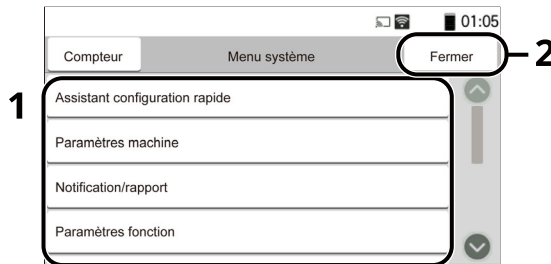 01:05
Compteur Menu système Fermer
2
1
Assistant configuration rapide
Paramètres machine
Notification/rapport
Paramètres fonction